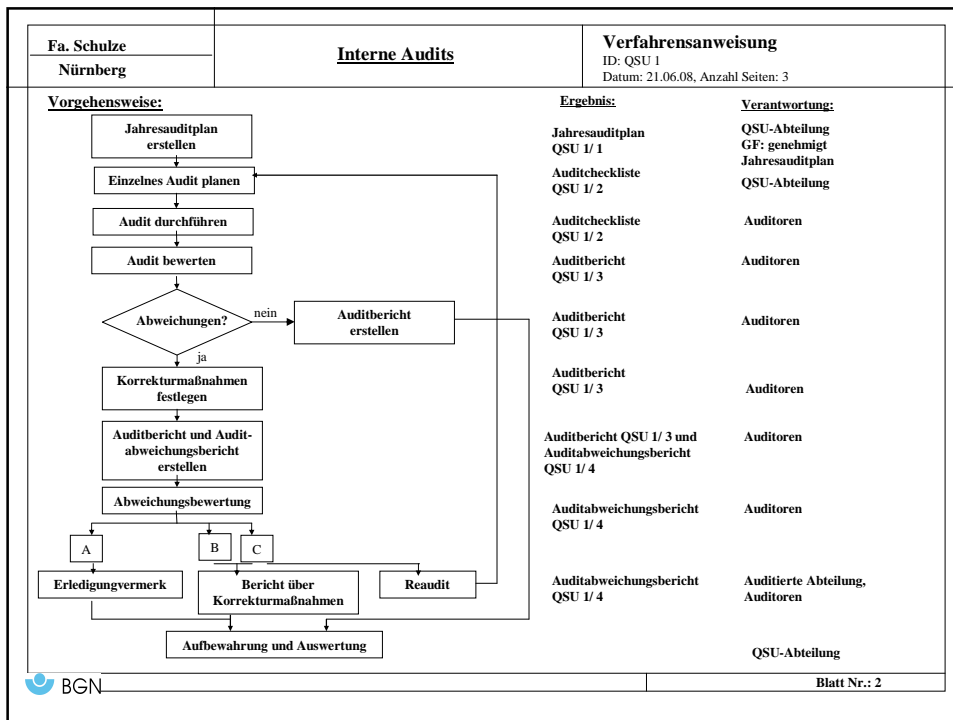 Fa. Schulze
Nürnberg
Interne Audits
Verfahrensanweisung
ID: QSU 1
Datum: 21.06.08, Anzahl Seiten: 3
Vorgehensweise:
Ergebnis:
Verantwortung:
Jahresauditplan
erstellen
Jahresauditplan
QSU 1/ 1
QSU-Abteilung
GF: genehmigt
Jahresauditplan
Einzelnes Audit planen
Auditcheckliste
QSU 1/ 2
QSU-Abteilung
Audit durchführen
Auditcheckliste
QSU 1/ 2
Auditoren
Audit bewerten
Auditbericht
QSU 1/ 3
Auditoren
Abweichungen?
nein
Auditbericht
erstellen
Auditbericht
QSU 1/ 3
Auditoren
ja
Korrekturmaßnahmen
festlegen
Auditbericht
QSU 1/ 3
Auditoren
Auditbericht und Audit-
abweichungsbericht
erstellen
Auditbericht QSU 1/ 3 und
Auditabweichungsbericht
QSU 1/ 4
Auditoren
Abweichungsbewertung
Auditabweichungsbericht
QSU 1/ 4
Auditoren
A
B
C
Erledigungvermerk
Bericht über
Korrekturmaßnahmen
Reaudit
Auditabweichungsbericht
QSU 1/ 4
Auditierte Abteilung,
Auditoren
Aufbewahrung und Auswertung
QSU-Abteilung
BGN
Blatt Nr.: 2